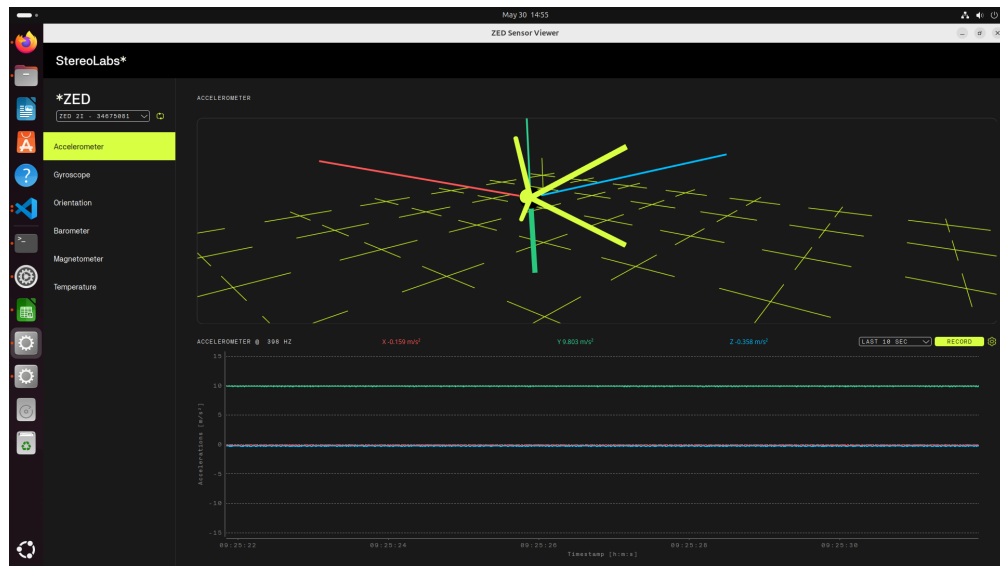 May 30 14:55
ZED Sensor Viewer
StereoLabs*
*ZED
ZED 2I - 34675081
ACCELEROMETER
Accelerometer
Gyroscope
Orientation
Barometer
Magnetometer
Temperature
ACCELEROMETER @ 398 HZ
X -0.159 m/s²
Y 9.803 m/s²
Z -0.358 m/s²
LAST 10 SEC
RECORD
15
10
5
0
-5
-10
-15
Accelerations [m/s²]
09:25:22
09:25:24
09:25:26
09:25:28
09:25:30
Timestamp [h:m:s]